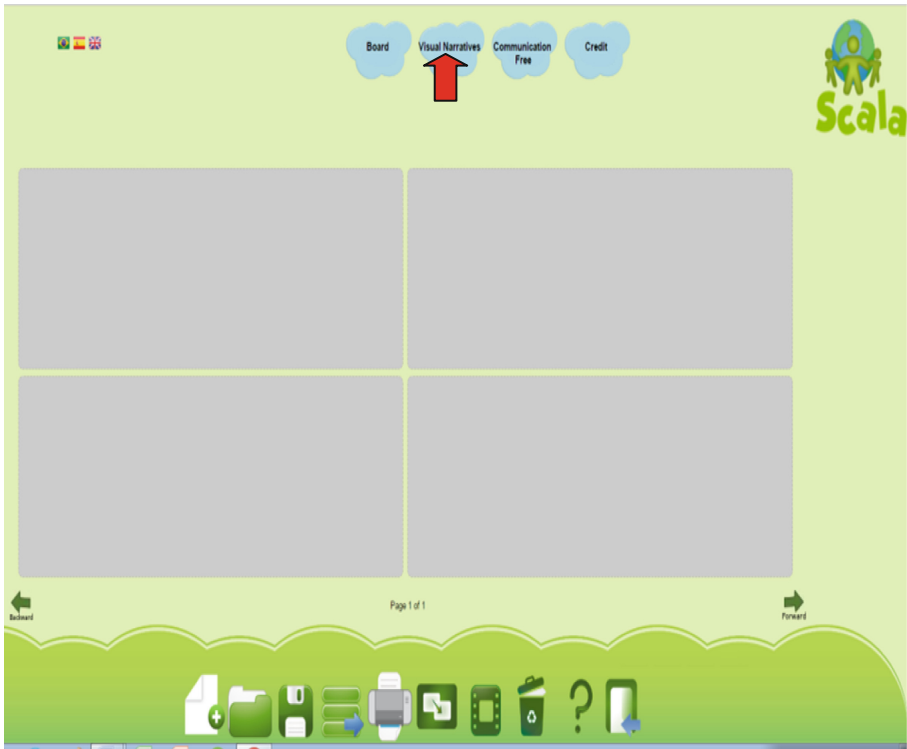 Board
Visual Narratives
Communication
Free
Credit
Scala
Backward
Page 1 of 1
Forward
?